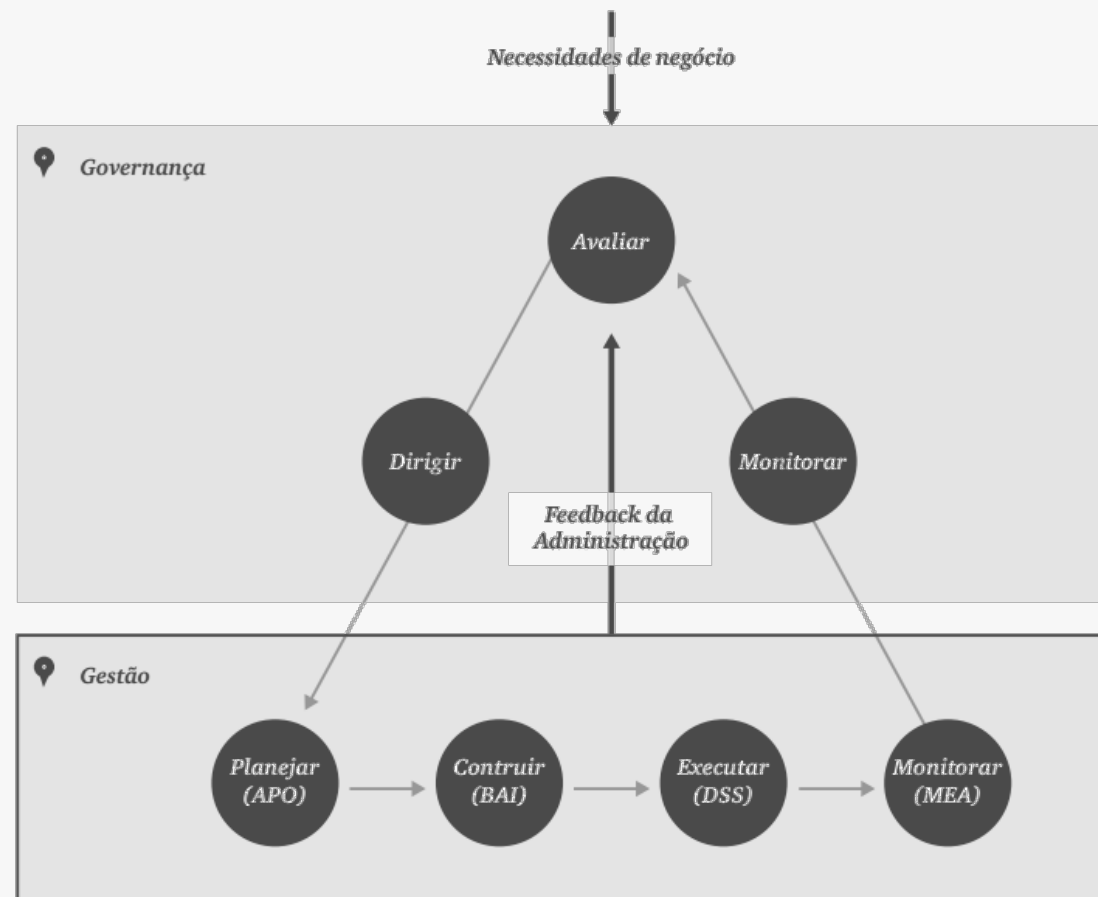 Necessidades de negócio
Governança
Avaliar
Dirigir
Monitorar
Feedback da
Administração
Gestão
Planejar
(APO)
Contruir
(BAI)
Executar
(DSS)
Monitorar
(MEA)